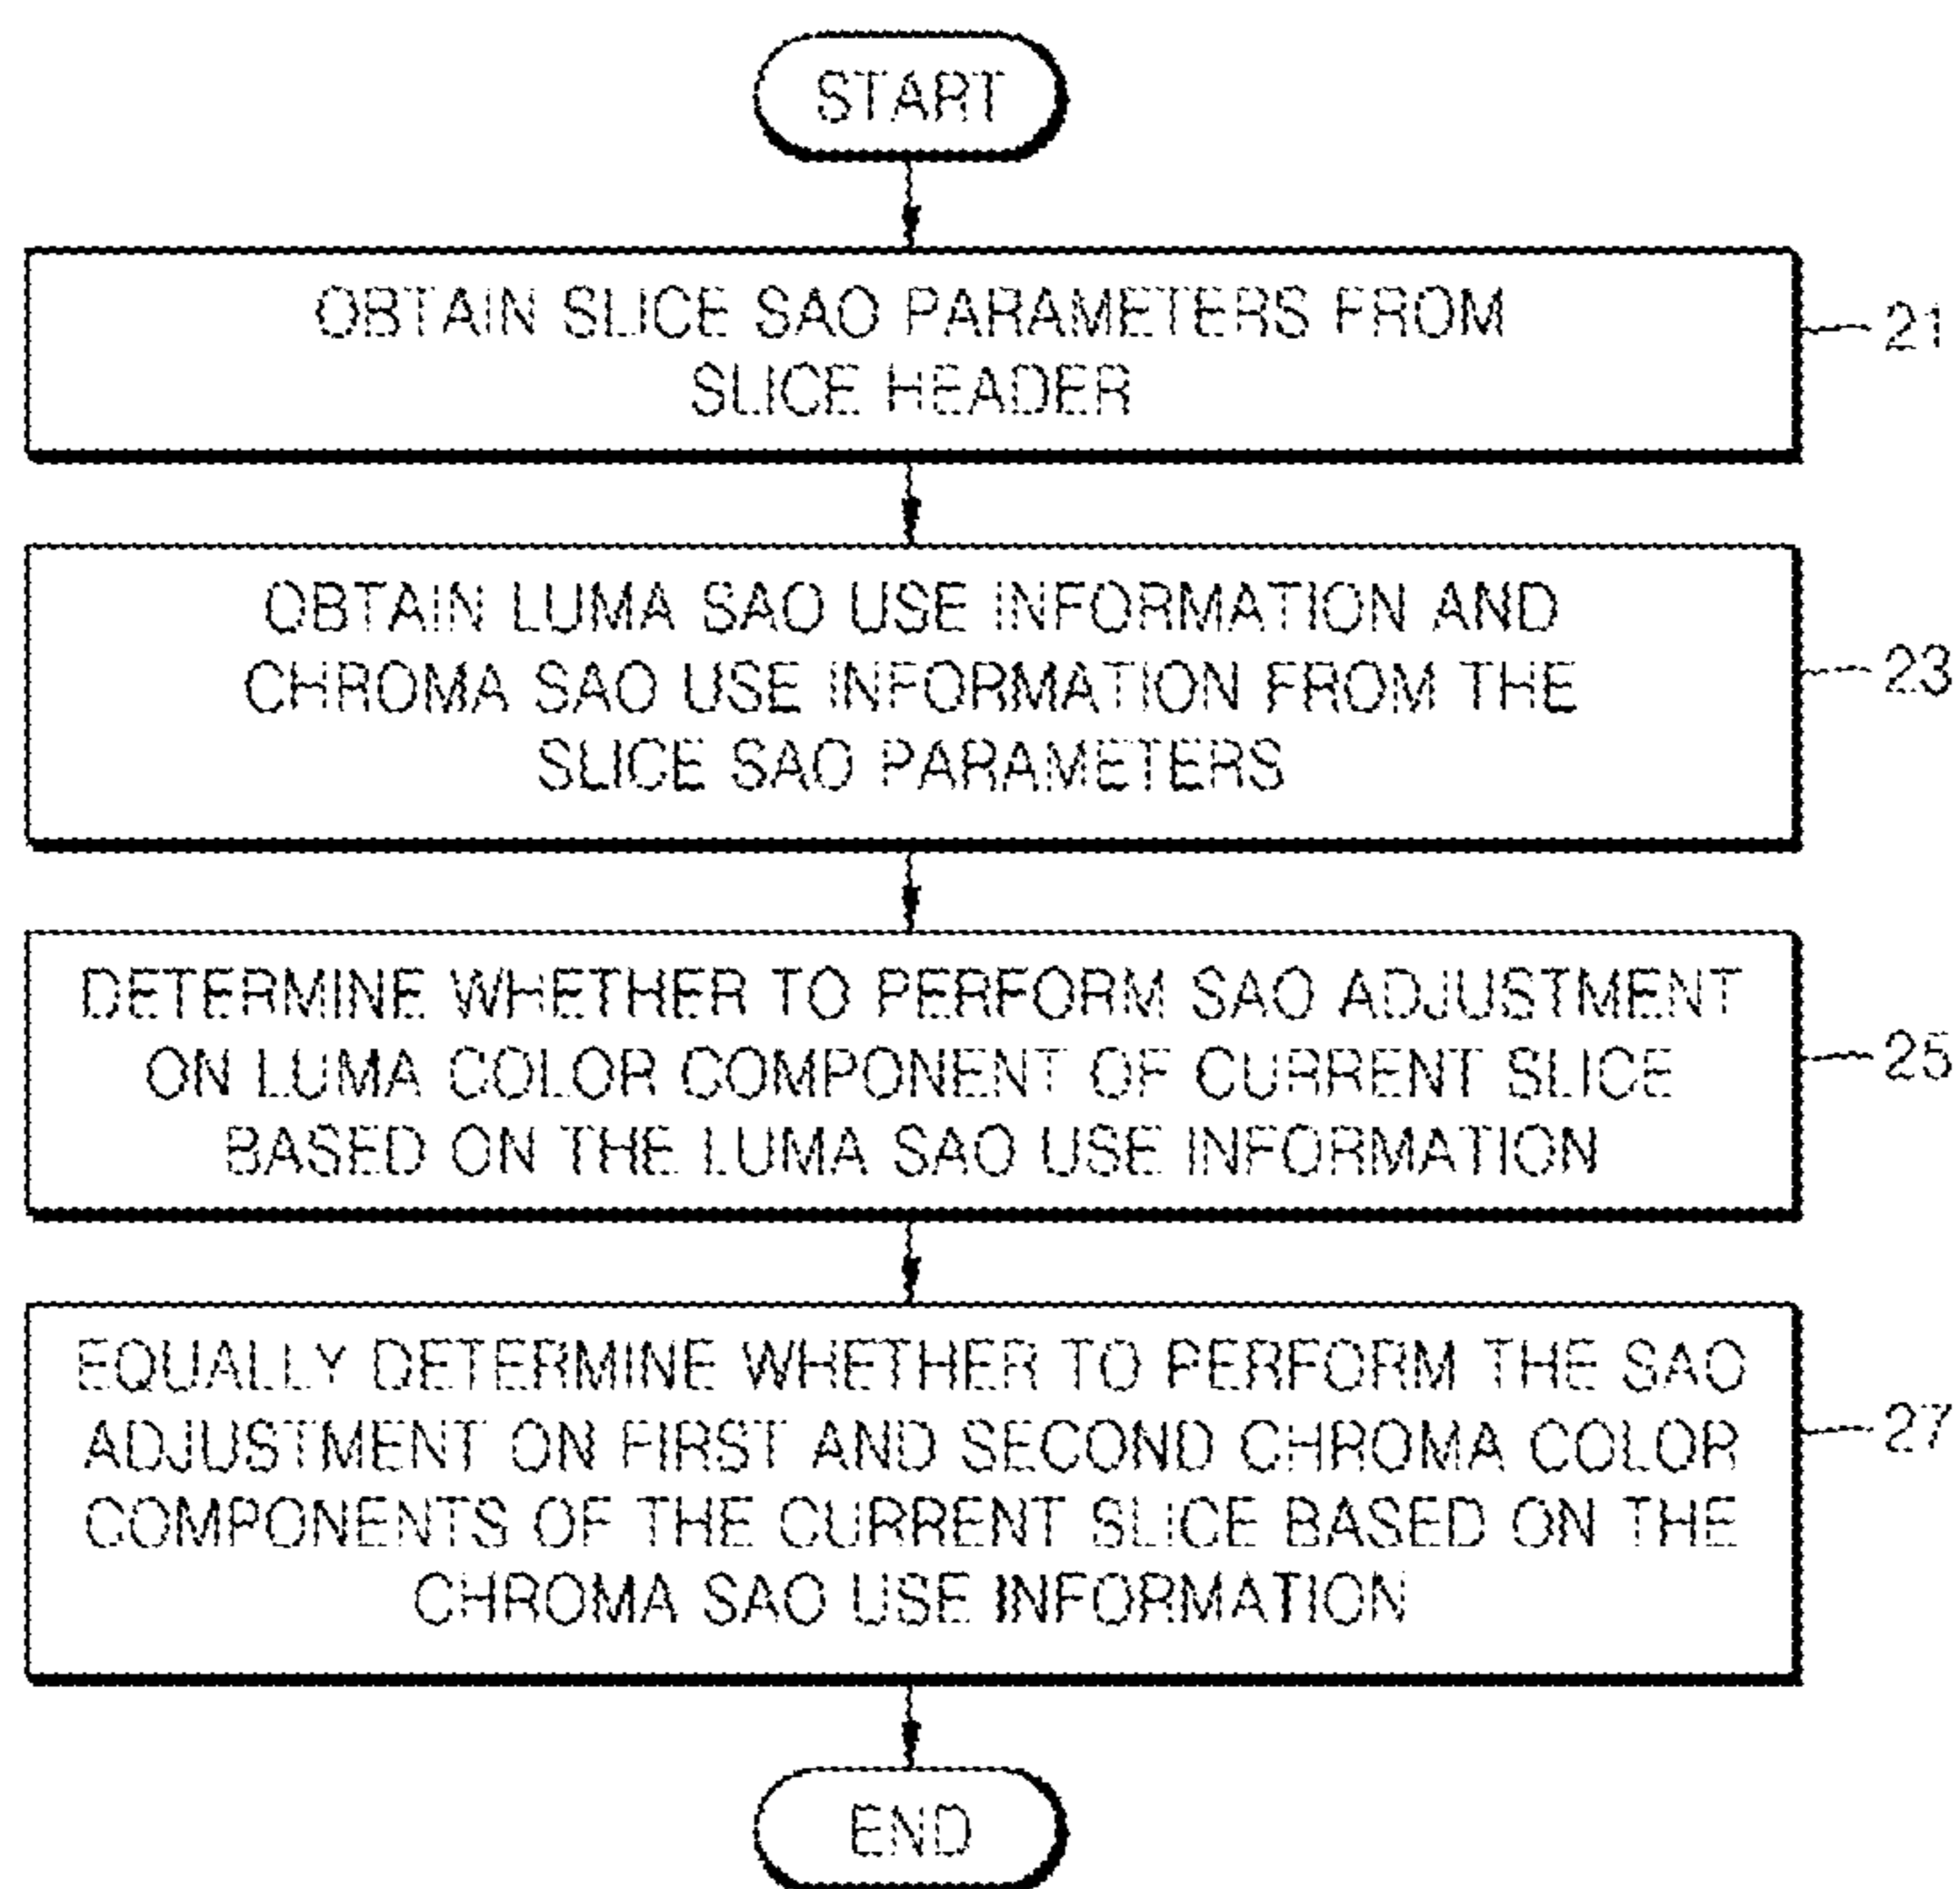 START
OBTAIN SLICE SAO PARAMETERS FROM
SLICE HEADER
21
OBTAIN LUMA SAO USE INFORMATION AND
CHROMA SAO USE INFORMATION FROM THE
SLICE SAO PARAMETERS
23
DETERMINE WHETHER TO PERFORM SAO ADJUSTMENT
ON LUMA COLOR COMPONENT OF CURRENT SLICE
BASED ON THE LUMA SAO USE INFORMATION
25
EQUALLY DETERMINE WHETHER TO PERFORM THE SAO
ADJUSTMENT ON FIRST AND SECOND CHROMA COLOR
COMPONENTS OF THE CURRENT SLICE BASED ON THE
CHROMA SAO USE INFORMATION
27
END